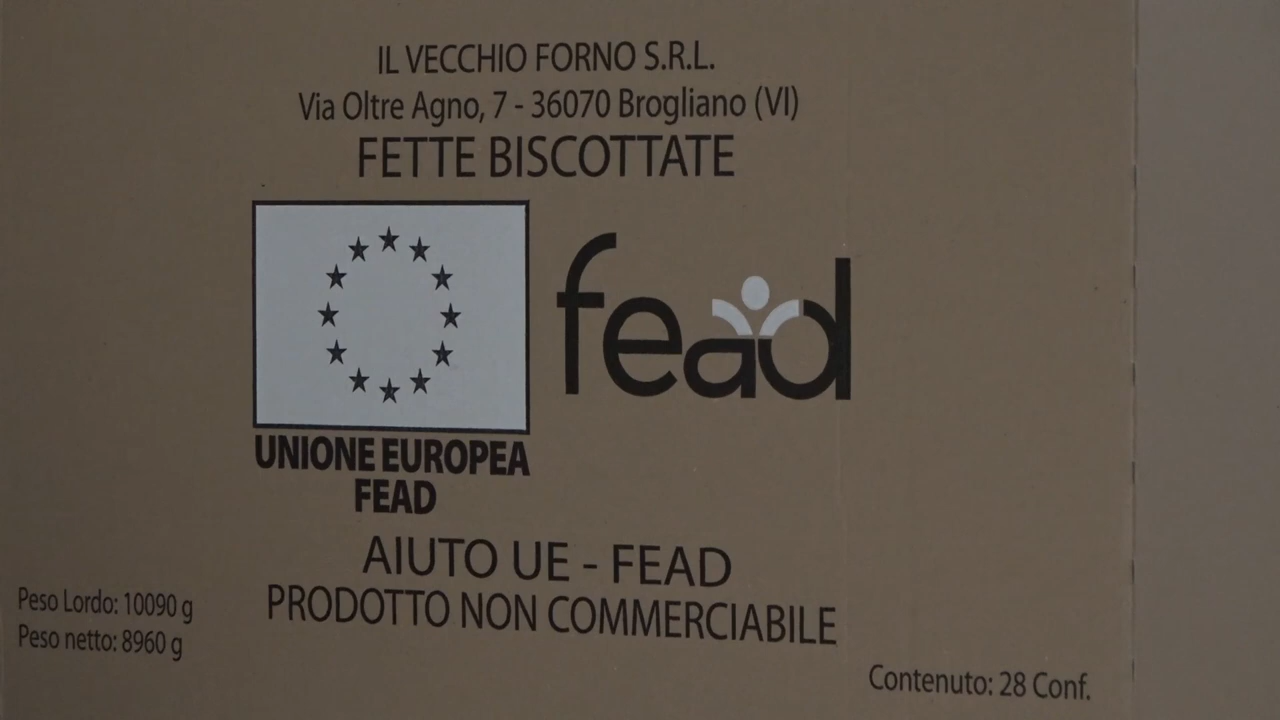 IL VECCHIO FORNO S.R.L.
Via Oltre Agno, 7 - 36070 Brogliano (VI)
FETTE BISCOTTATE
fead
UNIONE EUROPEA
FEAD
AIUTO UE - FEAD
PRODOTTO NON COMMERCIABILE
Peso Lordo: 10090 g
Peso netto: 8960 g
Contenuto: 28 Conf.